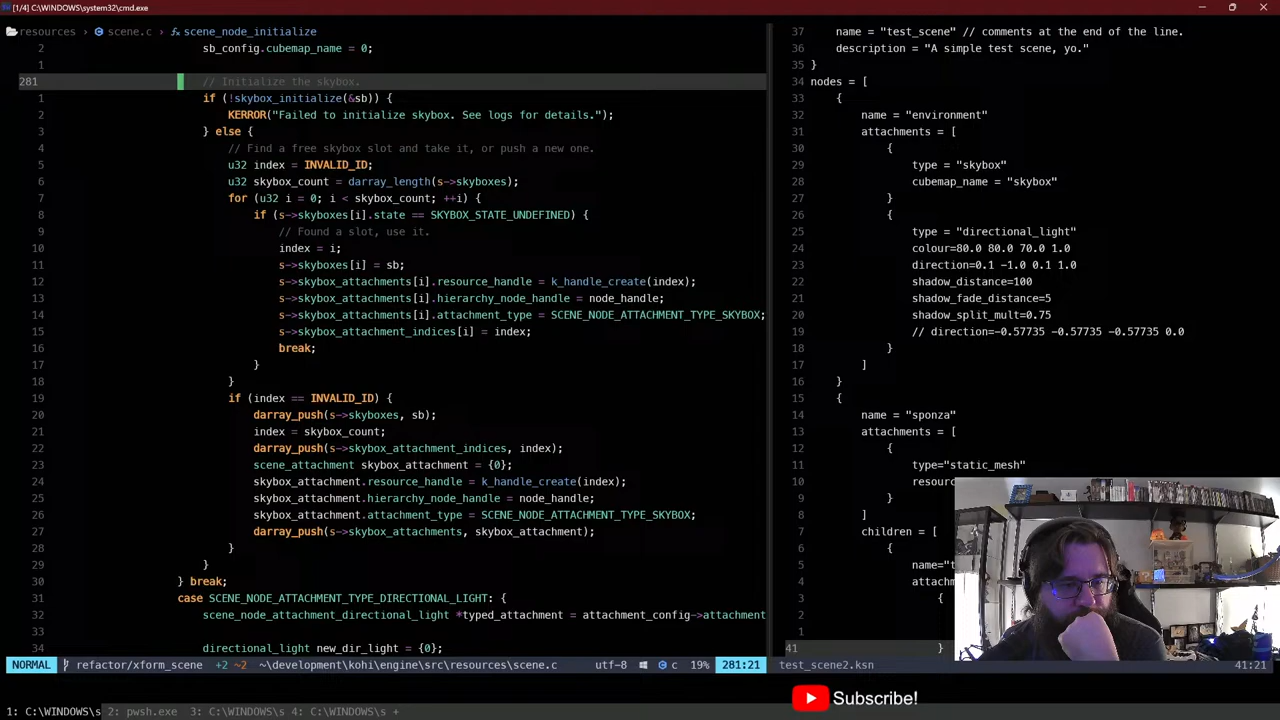 [1/4] C:\WINDOWS\system32\cmd.exe
resources › scene.c › scene_node_initialize
2 sb_config.cubemap_name = 0;
1
281 // Initialize the skybox.
1 if (!skybox_initialize(&sb)) {
2 KERROR("Failed to initialize skybox. See logs for details.");
3 } else {
4 // Find a free skybox slot and take it, or push a new one.
5 u32 index = INVALID_ID;
6 u32 skybox_count = darray_length(s->skyboxes);
7 for (u32 i = 0; i < skybox_count; ++i) {
8 if (s->skyboxes[i].state == SKYBOX_STATE_UNDEFINED) {
9 // Found a slot, use it.
10 index = i;
11 s->skyboxes[i] = sb;
12 s->skybox_attachments[i].resource_handle = k_handle_create(index);
13 s->skybox_attachments[i].hierarchy_node_handle = node_handle;
14 s->skybox_attachments[i].attachment_type = SCENE_NODE_ATTACHMENT_TYPE_SKYBOX;
15 s->skybox_attachment_indices[i] = index;
16 break;
17 }
18 }
19 if (index == INVALID_ID) {
20 darray_push(s->skyboxes, sb);
21 index = skybox_count;
22 darray_push(s->skybox_attachment_indices, index);
23 scene_attachment skybox_attachment = {0};
24 skybox_attachment.resource_handle = k_handle_create(index);
25 skybox_attachment.hierarchy_node_handle = node_handle;
26 skybox_attachment.attachment_type = SCENE_NODE_ATTACHMENT_TYPE_SKYBOX;
27 darray_push(s->skybox_attachments, skybox_attachment);
28 }
29 }
30 } break;
31 case SCENE_NODE_ATTACHMENT_TYPE_DIRECTIONAL_LIGHT: {
32 scene_node_attachment_directional_light *typed_attachment = attachment_config->attachment
33
34 directional_light new_dir_light = {0};
37 name = "test_scene" // comments at the end of the line.
36 description = "A simple test scene, yo."
35 }
34 nodes = [
33 {
32 name = "environment"
31 attachments = [
30 {
29 type = "skybox"
28 cubemap_name = "skybox"
27 }
26 {
25 type = "directional_light"
24 colour=80.0 80.0 70.0 1.0
23 direction=0.1 -1.0 0.1 1.0
22 shadow_distance=100
21 shadow_fade_distance=5
20 shadow_split_mult=0.75
19 // direction=-0.57735 -0.57735 -0.57735 0.0
18 }
17 ]
16 }
15 {
14 name = "sponza"
13 attachments = [
12 {
11 type="static_mesh"
10 resour
9 }
8 ]
7 children = [
6 {
5 name="t
4 attachm
3 {
2
1
41 }
NORMAL refactor/xform_scene +2 ~2 ~\development\kohi\engine\src\resources\scene.c utf-8 c 19% 281:21
test_scene2.ksn 41:21
Subscribe!
1: C:\WINDOWS\s 2: pwsh.exe 3: C:\WINDOWS\s 4: C:\WINDOWS\s +